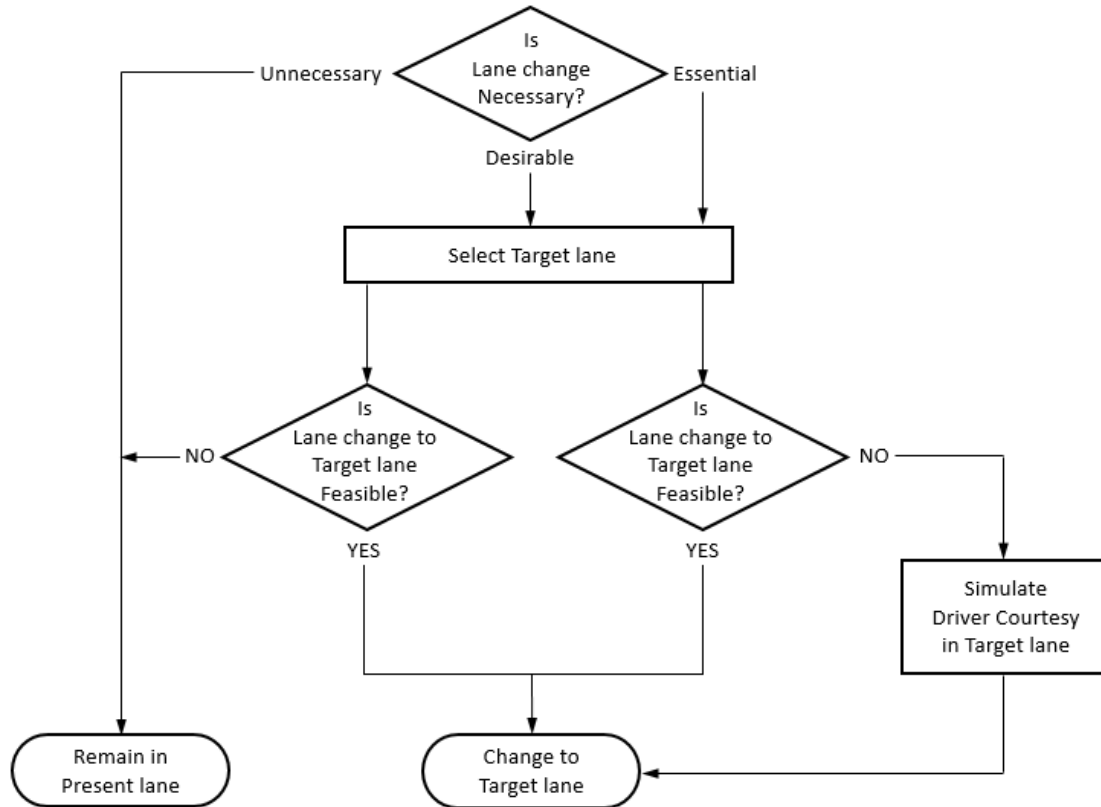 Is
Lane change
Necessary?
Unnecessary
Essential
Desirable
Select Target lane
Is
Lane change to
Target lane
Feasible?
NO
YES
Is
Lane change to
Target lane
Feasible?
NO
YES
Simulate
Driver Courtesy
in Target lane
Remain in
Present lane
Change to
Target lane